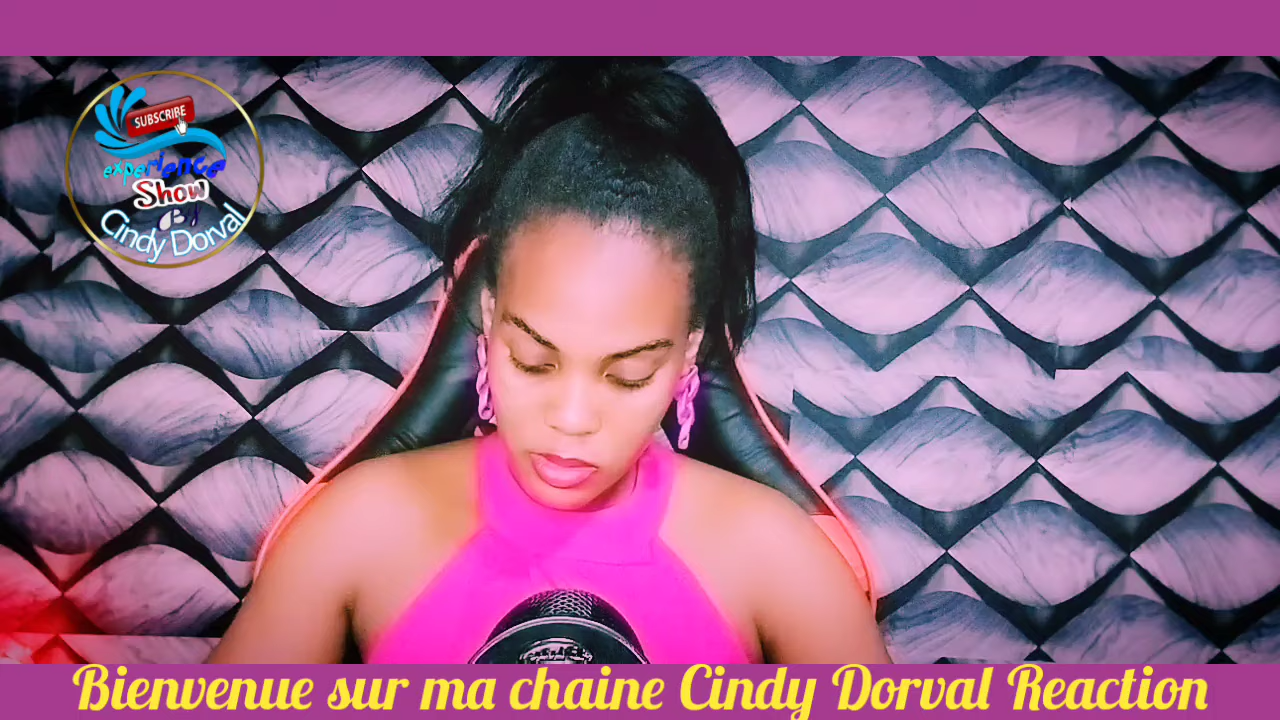 SUBSCRIBE
experience
Show
By
Cindy Dorval
Bienvenue sur ma chaine Cindy Dorval Reaction